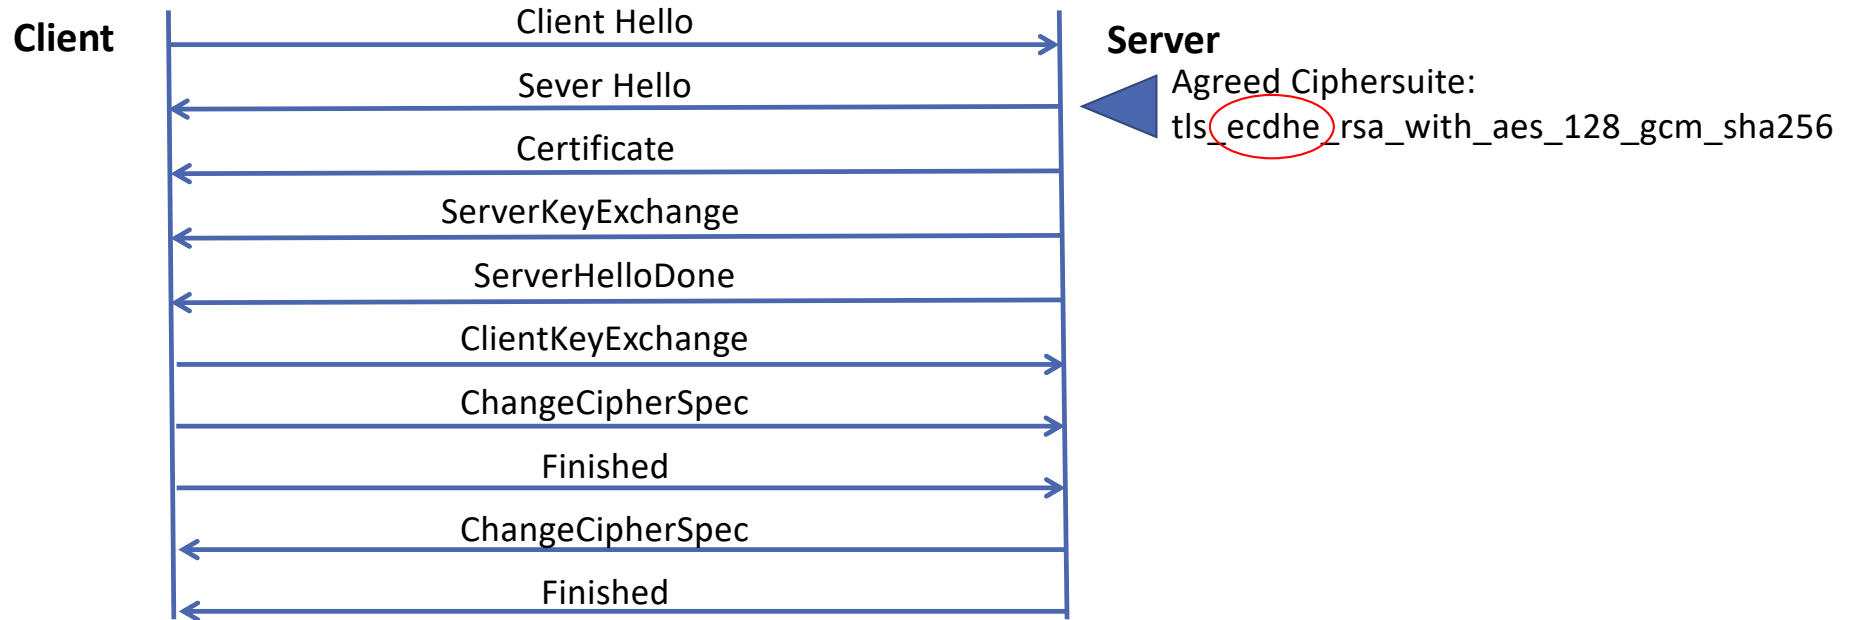 Client
Server
Client Hello
Sever Hello
Agreed Ciphersuite:
tls_ecdhe_rsa_with_aes_128_gcm_sha256
Certificate
ServerKeyExchange
ServerHelloDone
ClientKeyExchange
ChangeCipherSpec
Finished
ChangeCipherSpec
Finished